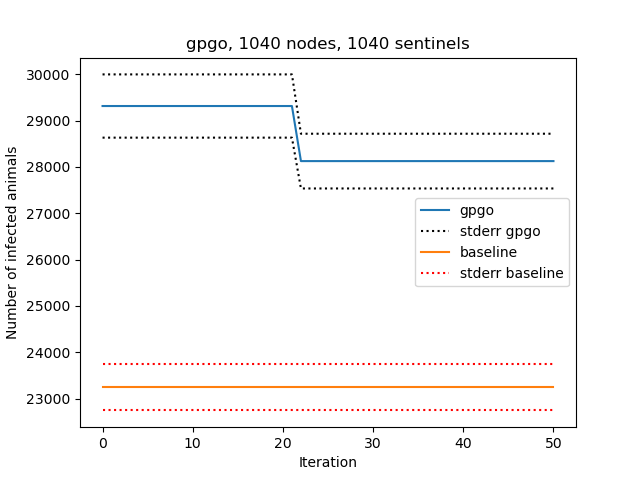 gpgo, 1040 nodes, 1040 sentinels
30000
29000
28000
27000
26000
25000
24000
23000
Number of infected animals
gpgo
stderr gpgo
baseline
stderr baseline
0 10 20 30 40 50
Iteration